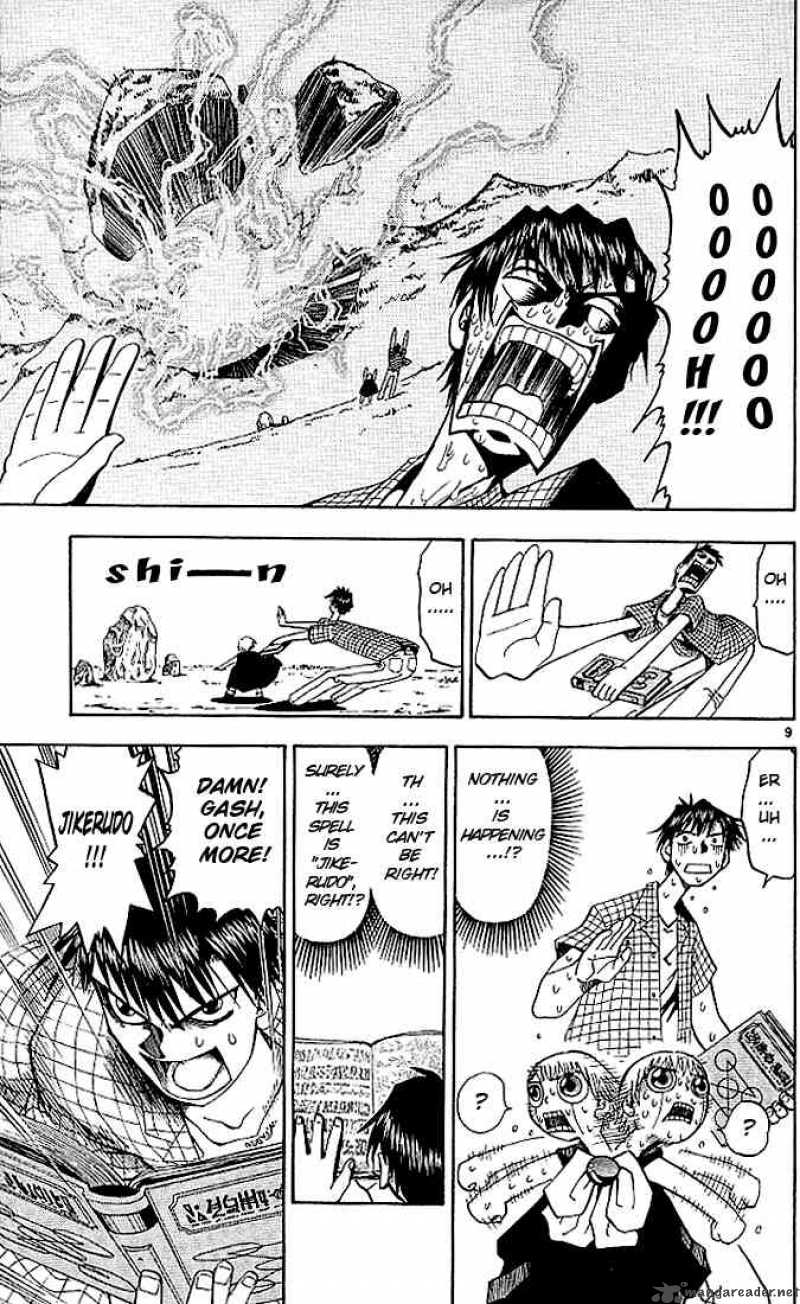 OOOOOO
OOOOOH!!!
OH
....
OH
.....
shi—n
9
ER
...
UH
...
NOTHING
...
IS
HAPPENING
...!?
?
?
TH
...
THIS
CAN'T
BE
RIGHT!
SURELY
...
THIS
SPELL
IS
"JIKE-
RUDO",
RIGHT!?
DAMN!
GASH,
ONCE
MORE!
JIKERUDO
!!!
mangareader.net